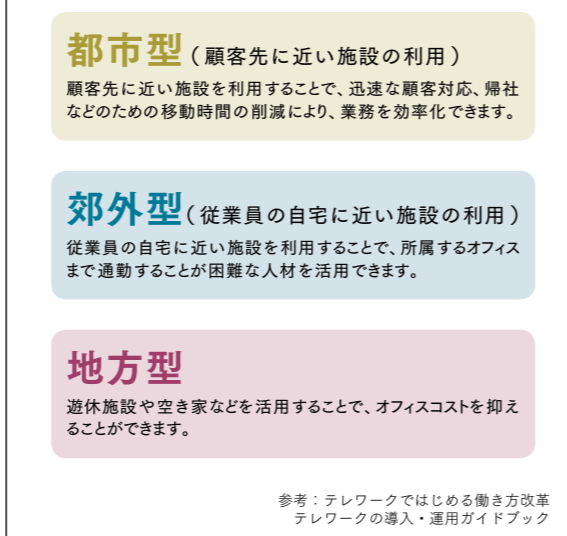 都市型(顧客先に近い施設の利用)
顧客先に近い施設を利用することで、迅速な顧客対応、帰社
などのための移動時間の削減により、業務を効率化できます。
郊外型(従業員の自宅に近い施設の利用)
従業員の自宅に近い施設を利用することで、所属するオフィス
まで通勤することが困難な人材を活用できます。
地方型
遊休施設や空き家などを活用することで、オフィスコストを抑え
ることができます。
参考：テレワークではじめる働き方改革
テレワークの導入・運用ガイドブック